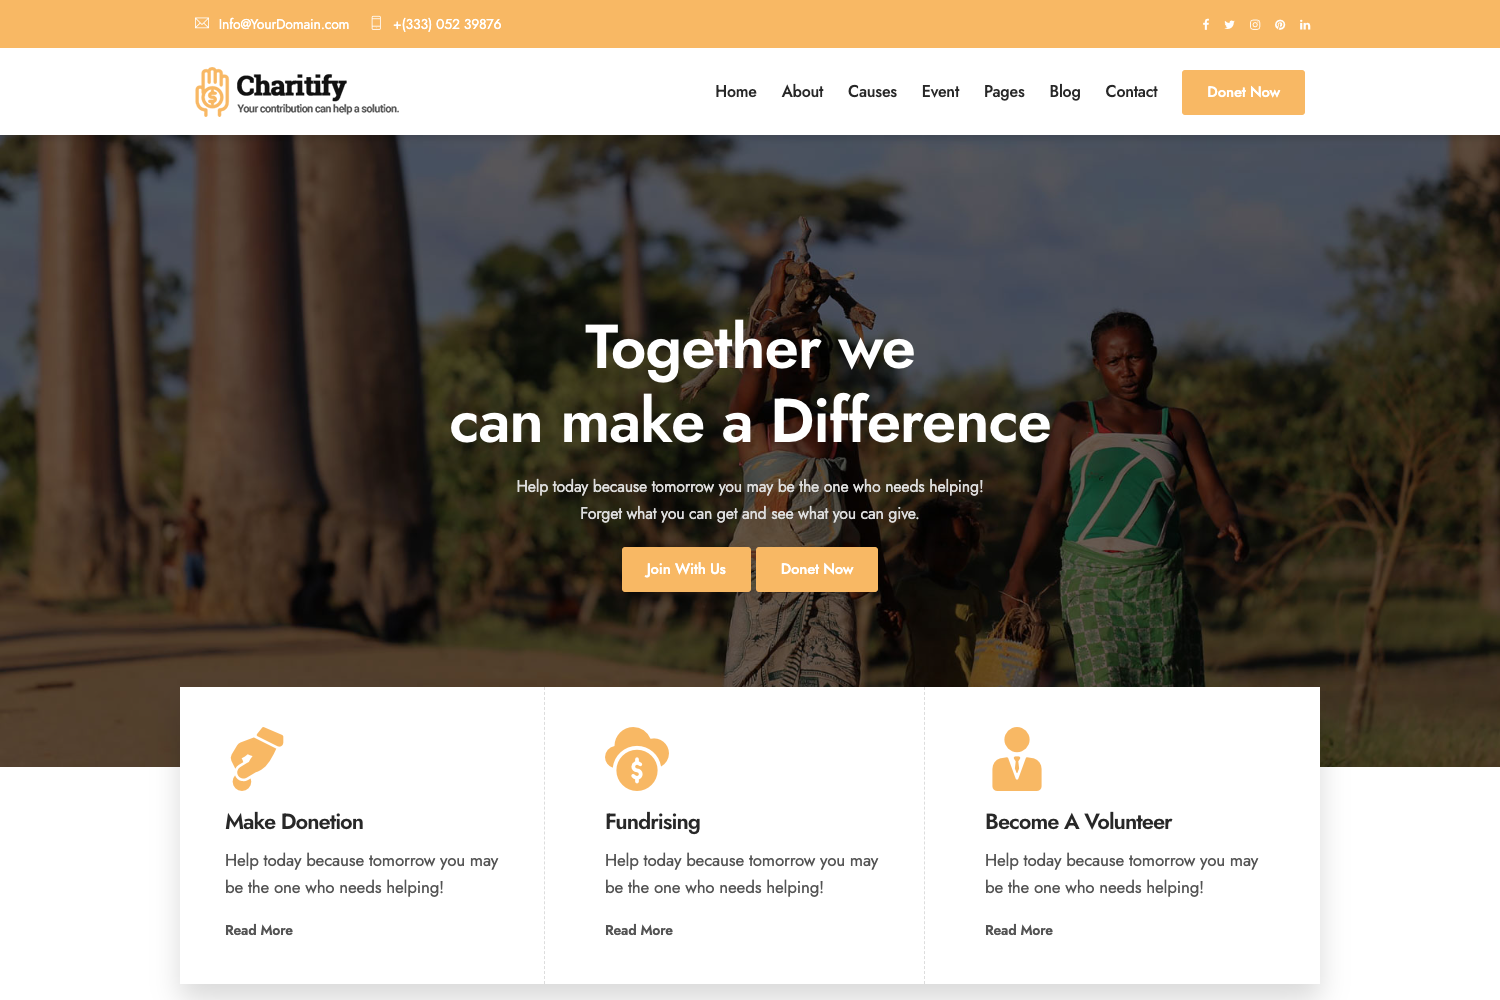 Info@YourDomain.com +(333) 052 39876
Charitify
Your contribution can help a solution.
Home About Causes Event Pages Blog Contact Donet Now
Together we
can make a Difference
Help today because tomorrow you may be the one who needs helping!
Forget what you can get and see what you can give.
Join With Us Donet Now
Make Donetion
Help today because tomorrow you may
be the one who needs helping!
Read More
Fundrising
Help today because tomorrow you may
be the one who needs helping!
Read More
Become A Volunteer
Help today because tomorrow you may
be the one who needs helping!
Read More